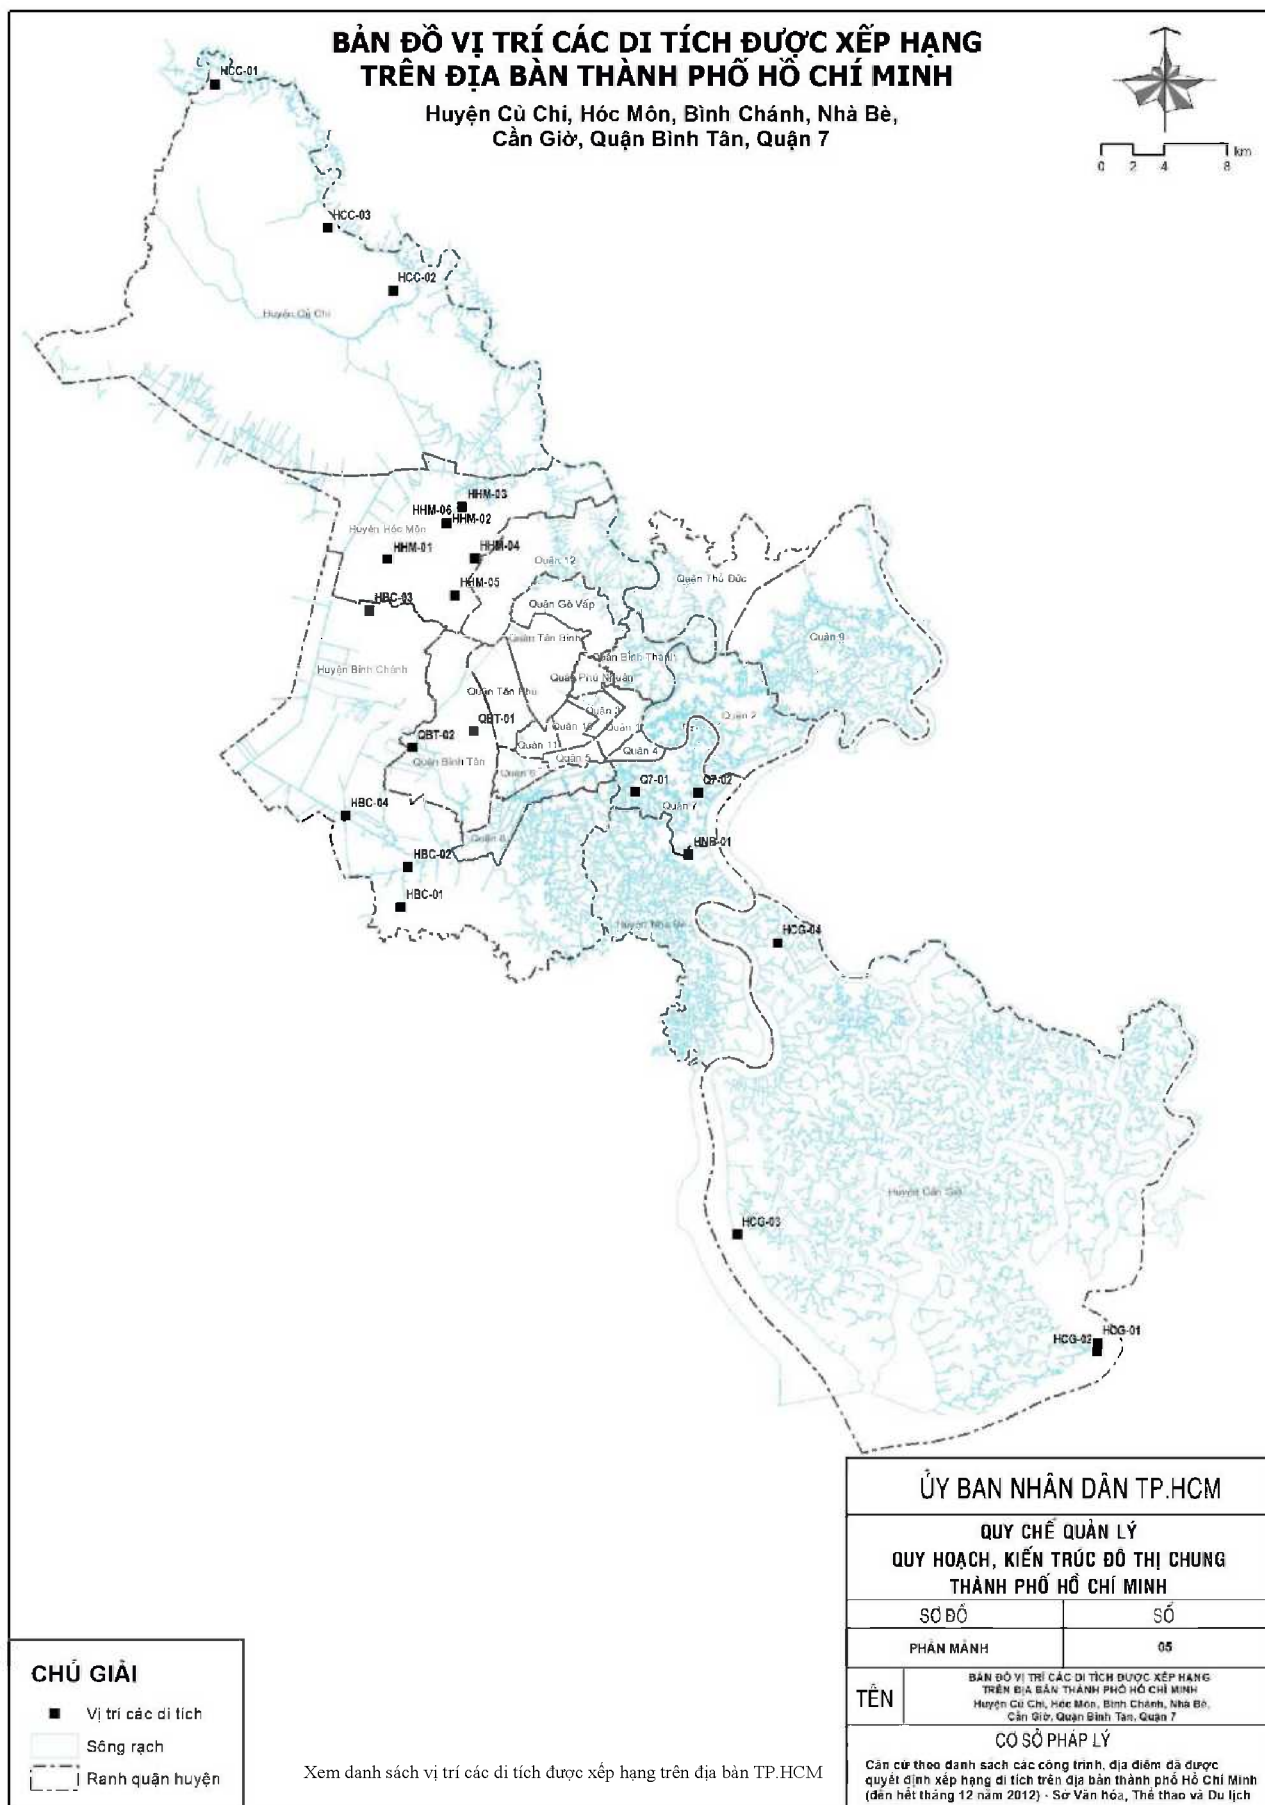 BẢN ĐỒ VỊ TRÍ CÁC DI TÍCH ĐƯỢC XẾP HẠNG
TRÊN ĐỊA BÀN THÀNH PHỐ HỒ CHÍ MINH
Huyện Củ Chi, Hóc Môn, Bình Chánh, Nhà Bè,
Cần Giờ, Quận Bình Tân, Quận 7
km
0 2 4 8
HCC-01
HCC-03
HCC-02
Huyện Củ Chi
HHM-03
HHM-06
HHM-02
Huyện Hóc Môn
HHM-01
HHM-04
Quận 12
HHM-05
Quận Thủ Đức
HBC-03
Quận Gò Vấp
Quận Tân Bình
Quận 9
Quận Bình Thạnh
Huyện Bình Chánh
Quận Phú Nhuận
Quận Tân Phú
Quận 3
Quận 2
QBT-01
Quận 10
Quận 1
QBT-02
Quận 11
Quận 4
Quận 5
Quận Bình Tân
Quận 6
Q7-01
Q7-02
Quận 7
HBC-04
Quận 8
HNB-01
HBC-02
HBC-01
Huyện Nhà Bè
HCG-04
Huyện Cần Giờ
HCG-03
HCG-01
HCG-02
ỦY BAN NHÂN DÂN TP.HCM
QUY CHẾ QUẢN LÝ
QUY HOẠCH, KIẾN TRÚC ĐÔ THỊ CHUNG
THÀNH PHỐ HỒ CHÍ MINH
SƠ ĐỒ SỐ
PHÂN MẢNH 05
TÊN
BẢN ĐỒ VỊ TRÍ CÁC DI TÍCH ĐƯỢC XẾP HẠNG
TRÊN ĐỊA BÀN THÀNH PHỐ HỒ CHÍ MINH
Huyện Củ Chi, Hóc Môn, Bình Chánh, Nhà Bè,
Cần Giờ, Quận Bình Tân, Quận 7
CƠ SỞ PHÁP LÝ
Căn cứ theo danh sách các công trình, địa điểm đã được
quyết định xếp hạng di tích trên địa bàn thành phố Hồ Chí Minh
(đến hết tháng 12 năm 2012) - Sở Văn hóa, Thể thao và Du lịch
CHÚ GIẢI
Vị trí các di tích
Sông rạch
Ranh quận huyện
Xem danh sách vị trí các di tích được xếp hạng trên địa bàn TP.HCM